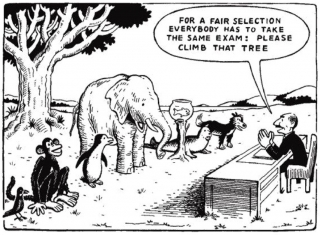 FOR A FAIR SELECTION
EVERYBODY HAS TO TAKE
THE SAME EXAM: PLEASE
CLIMB THAT TREE